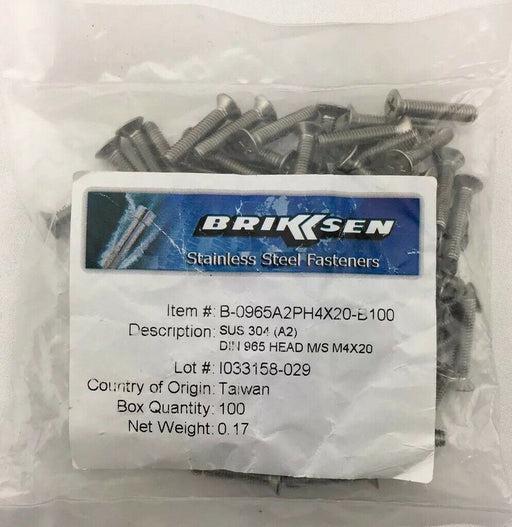 BRIKKSEN
Stainless Steel Fasteners
Item #: B-0965A2PH4X20-B100
Description: SUS 304 (A2)
DIN 965 HEAD M/S M4X20
Lot #: I033158-029
Country of Origin: Taiwan
Box Quantity: 100
Net Weight: 0.17